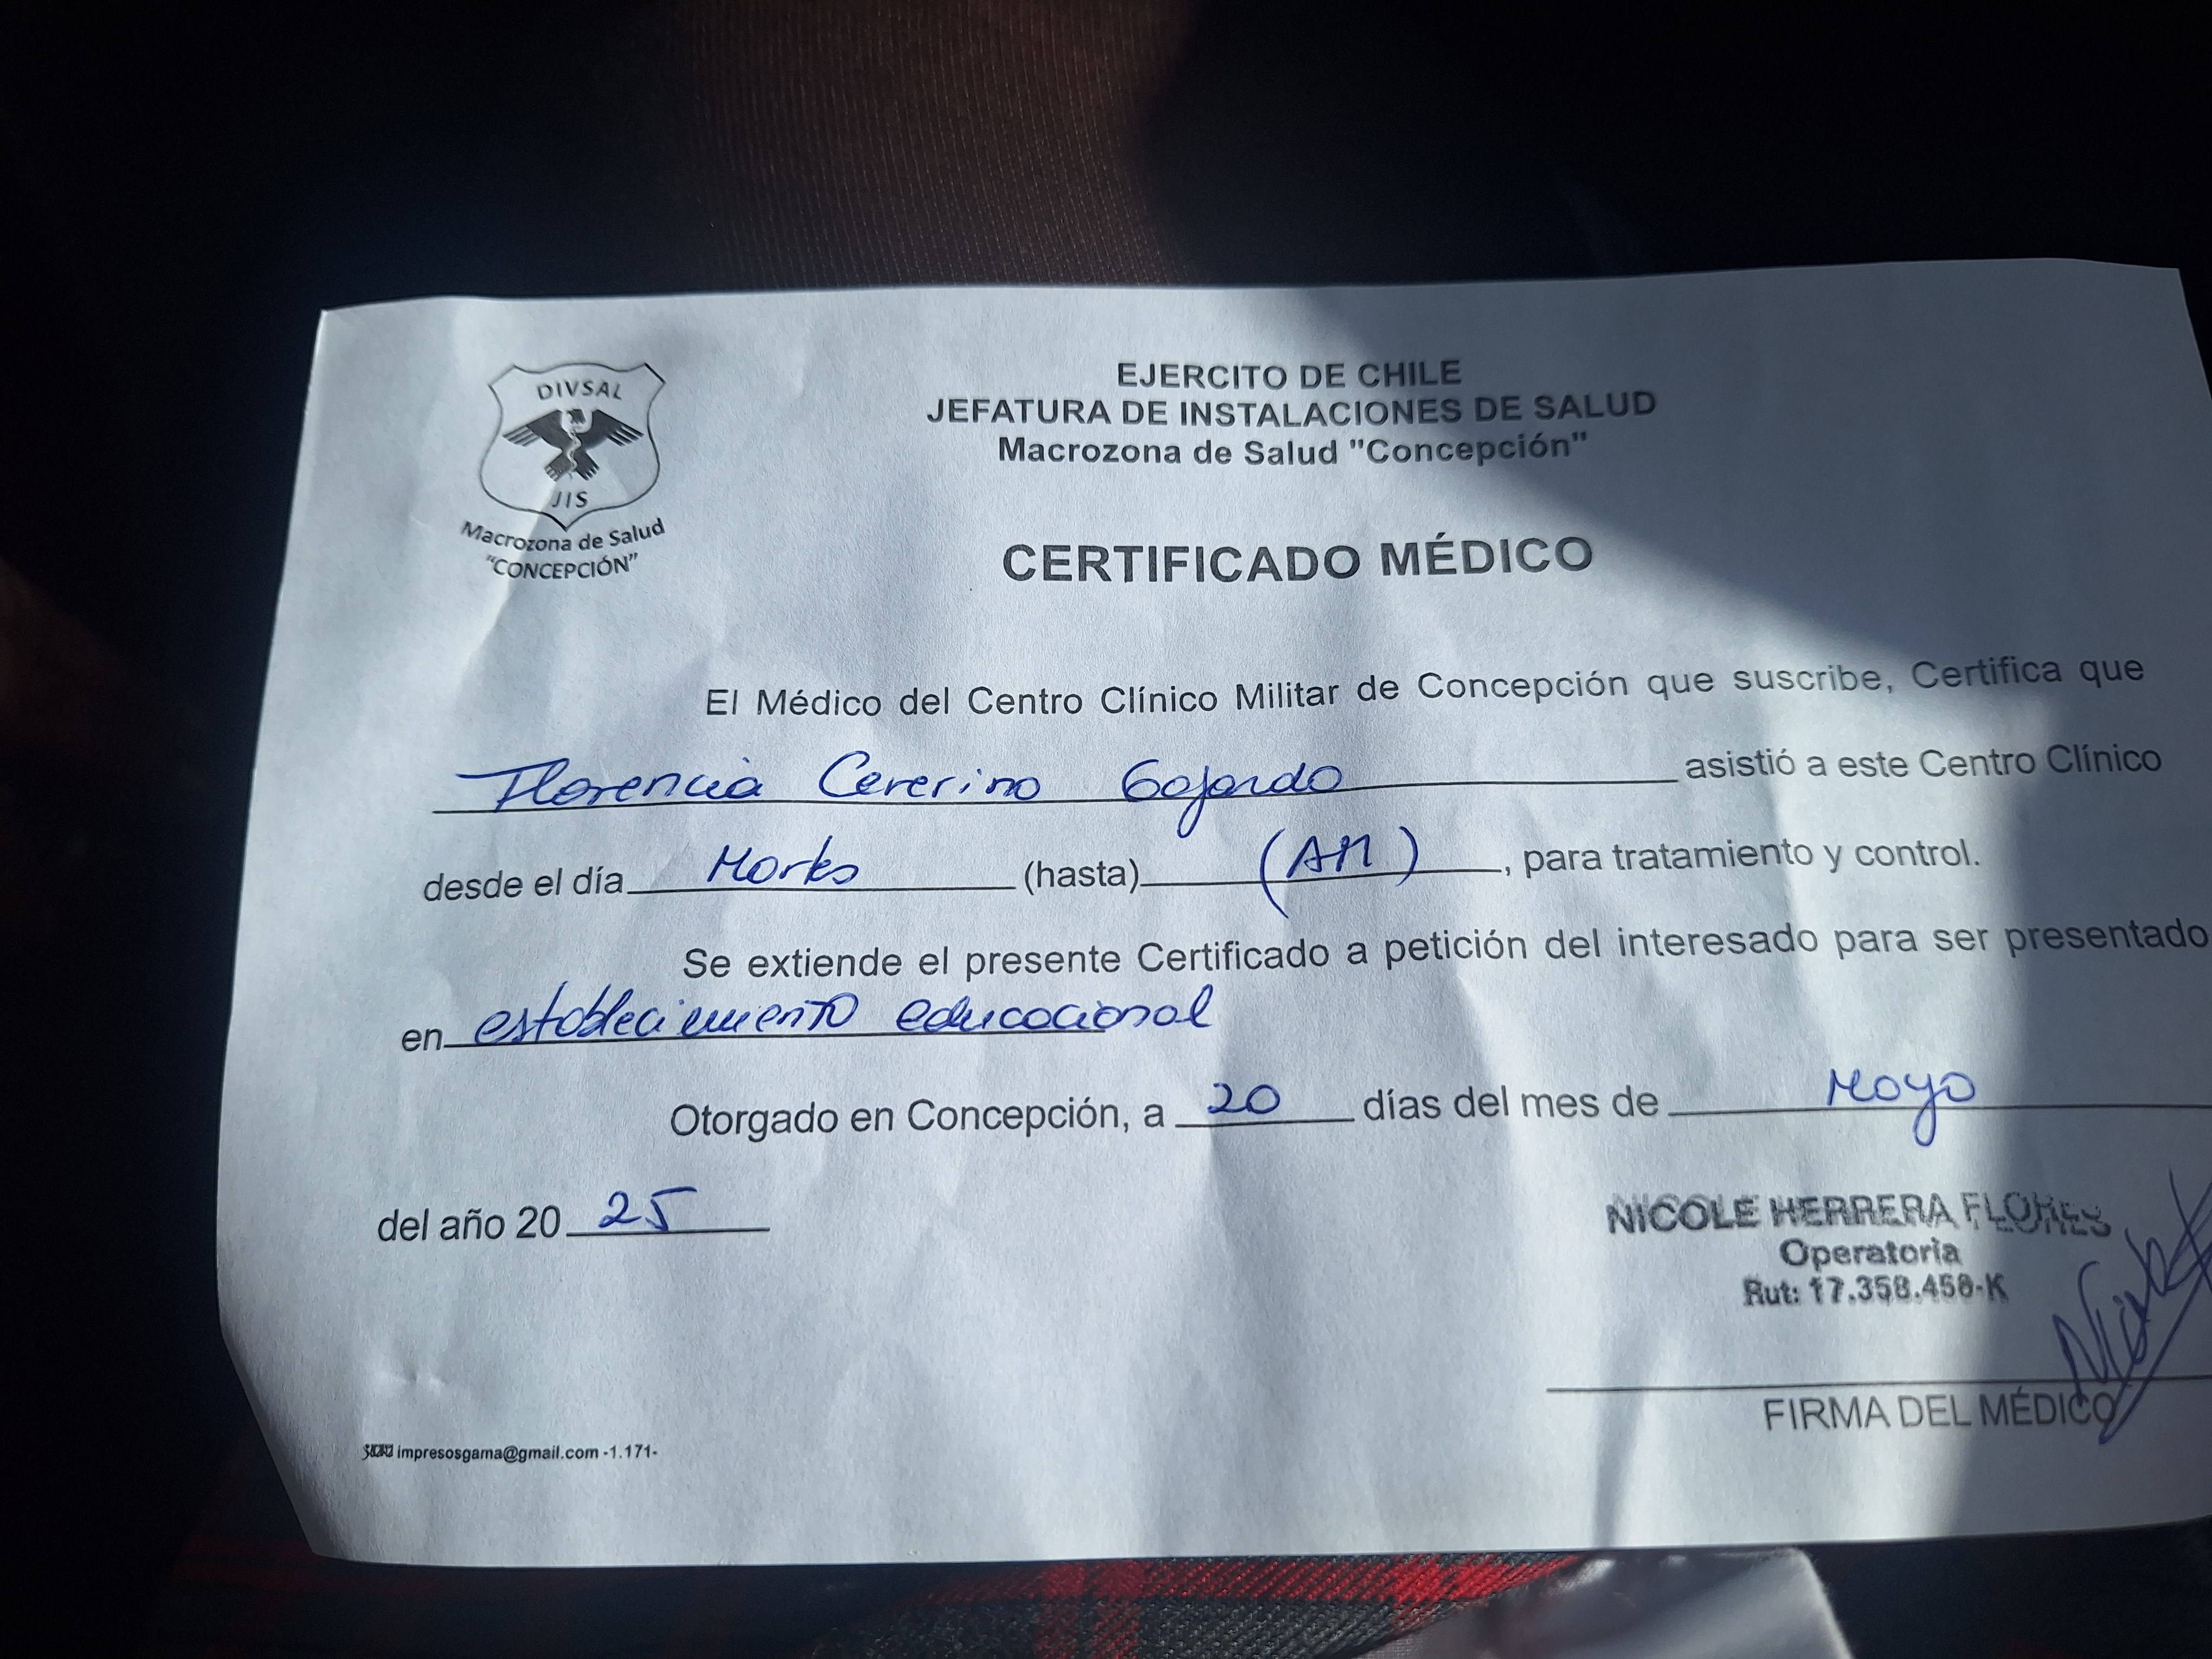 DIVSAL
JIS
Macrozona de Salud
"CONCEPCIÓN"
EJERCITO DE CHILE
JEFATURA DE INSTALACIONES DE SALUD
Macrozona de Salud "Concepción"
CERTIFICADO MÉDICO
El Médico del Centro Clínico Militar de Concepción que suscribe, Certifica que
Florencia Cererino Gajardo asistió a este Centro Clínico
desde el día Martes (hasta) (AM), para tratamiento y control.
Se extiende el presente Certificado a petición del interesado para ser presentado
en establecimiento educacional
Otorgado en Concepción, a 20 días del mes de Mayo
del año 20 25
NICOLE HERRERA FLORES
Operatoria
Rut: 17.358.458-K
FIRMA DEL MÉDICO
impresosgama@gmail.com -1.171-